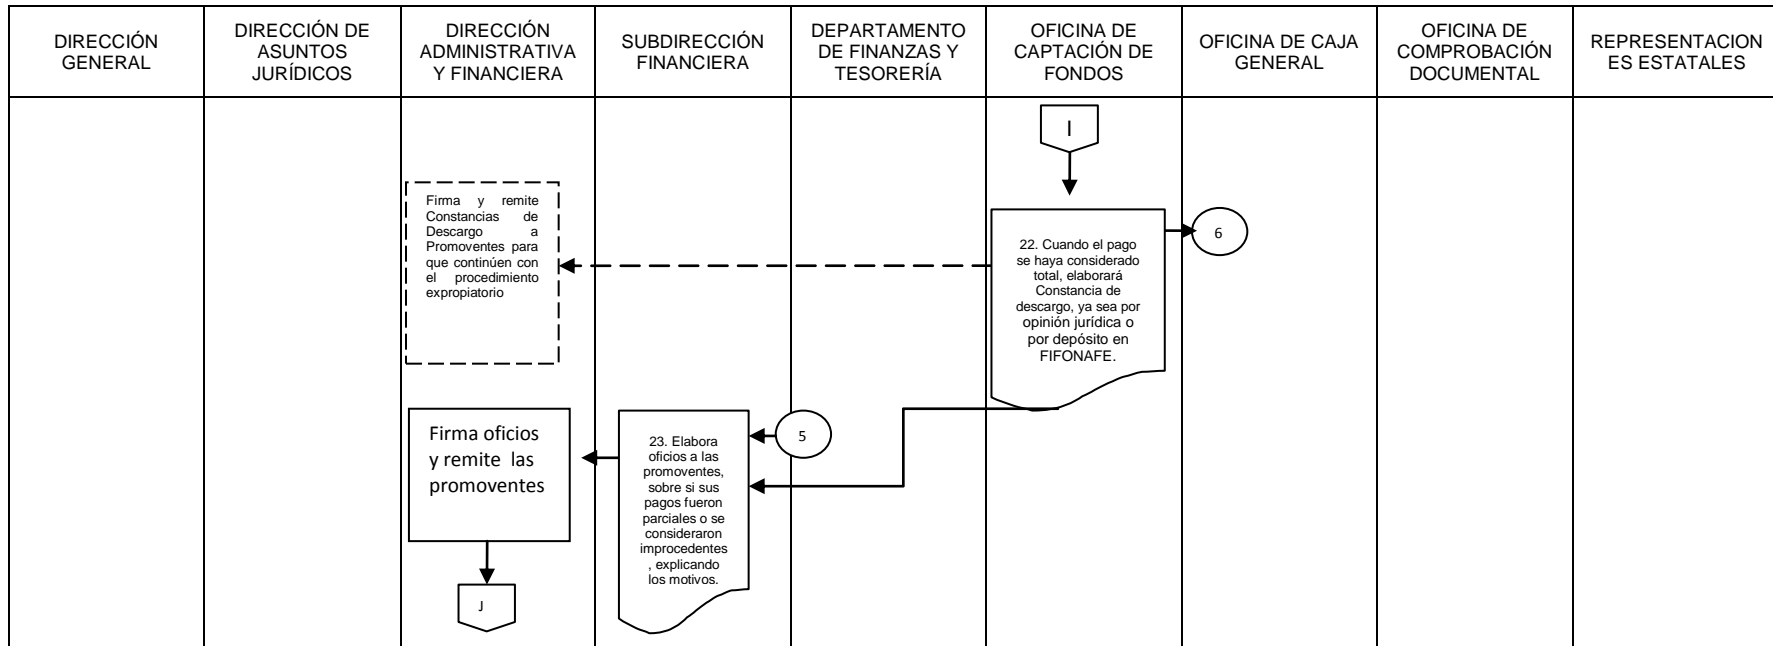 DIRECCIÓN
GENERAL
DIRECCIÓN DE
ASUNTOS
JURÍDICOS
DIRECCIÓN
ADMINISTRATIVA
Y FINANCIERA
SUBDIRECCIÓN
FINANCIERA
DEPARTAMENTO
DE FINANZAS Y
TESORERÍA
OFICINA DE
CAPTACIÓN DE
FONDOS
OFICINA DE CAJA
GENERAL
OFICINA DE
COMPROBACIÓN
DOCUMENTAL
REPRESENTACION
ES ESTATALES
I
Firma y remite
Constancias de
Descargo a
Promoventes para
que continúen con
el procedimiento
expropiatorio
22. Cuando el pago
se haya considerado
total, elaborará
Constancia de
descargo, ya sea por
opinión jurídica o
por depósito en
FIFONAFE.
6
Firma oficios
y remite las
promoventes
23. Elabora
oficios a las
promoventes,
sobre si sus
pagos fueron
parciales o se
consideraron
improcedentes
, explicando
los motivos.
5
J